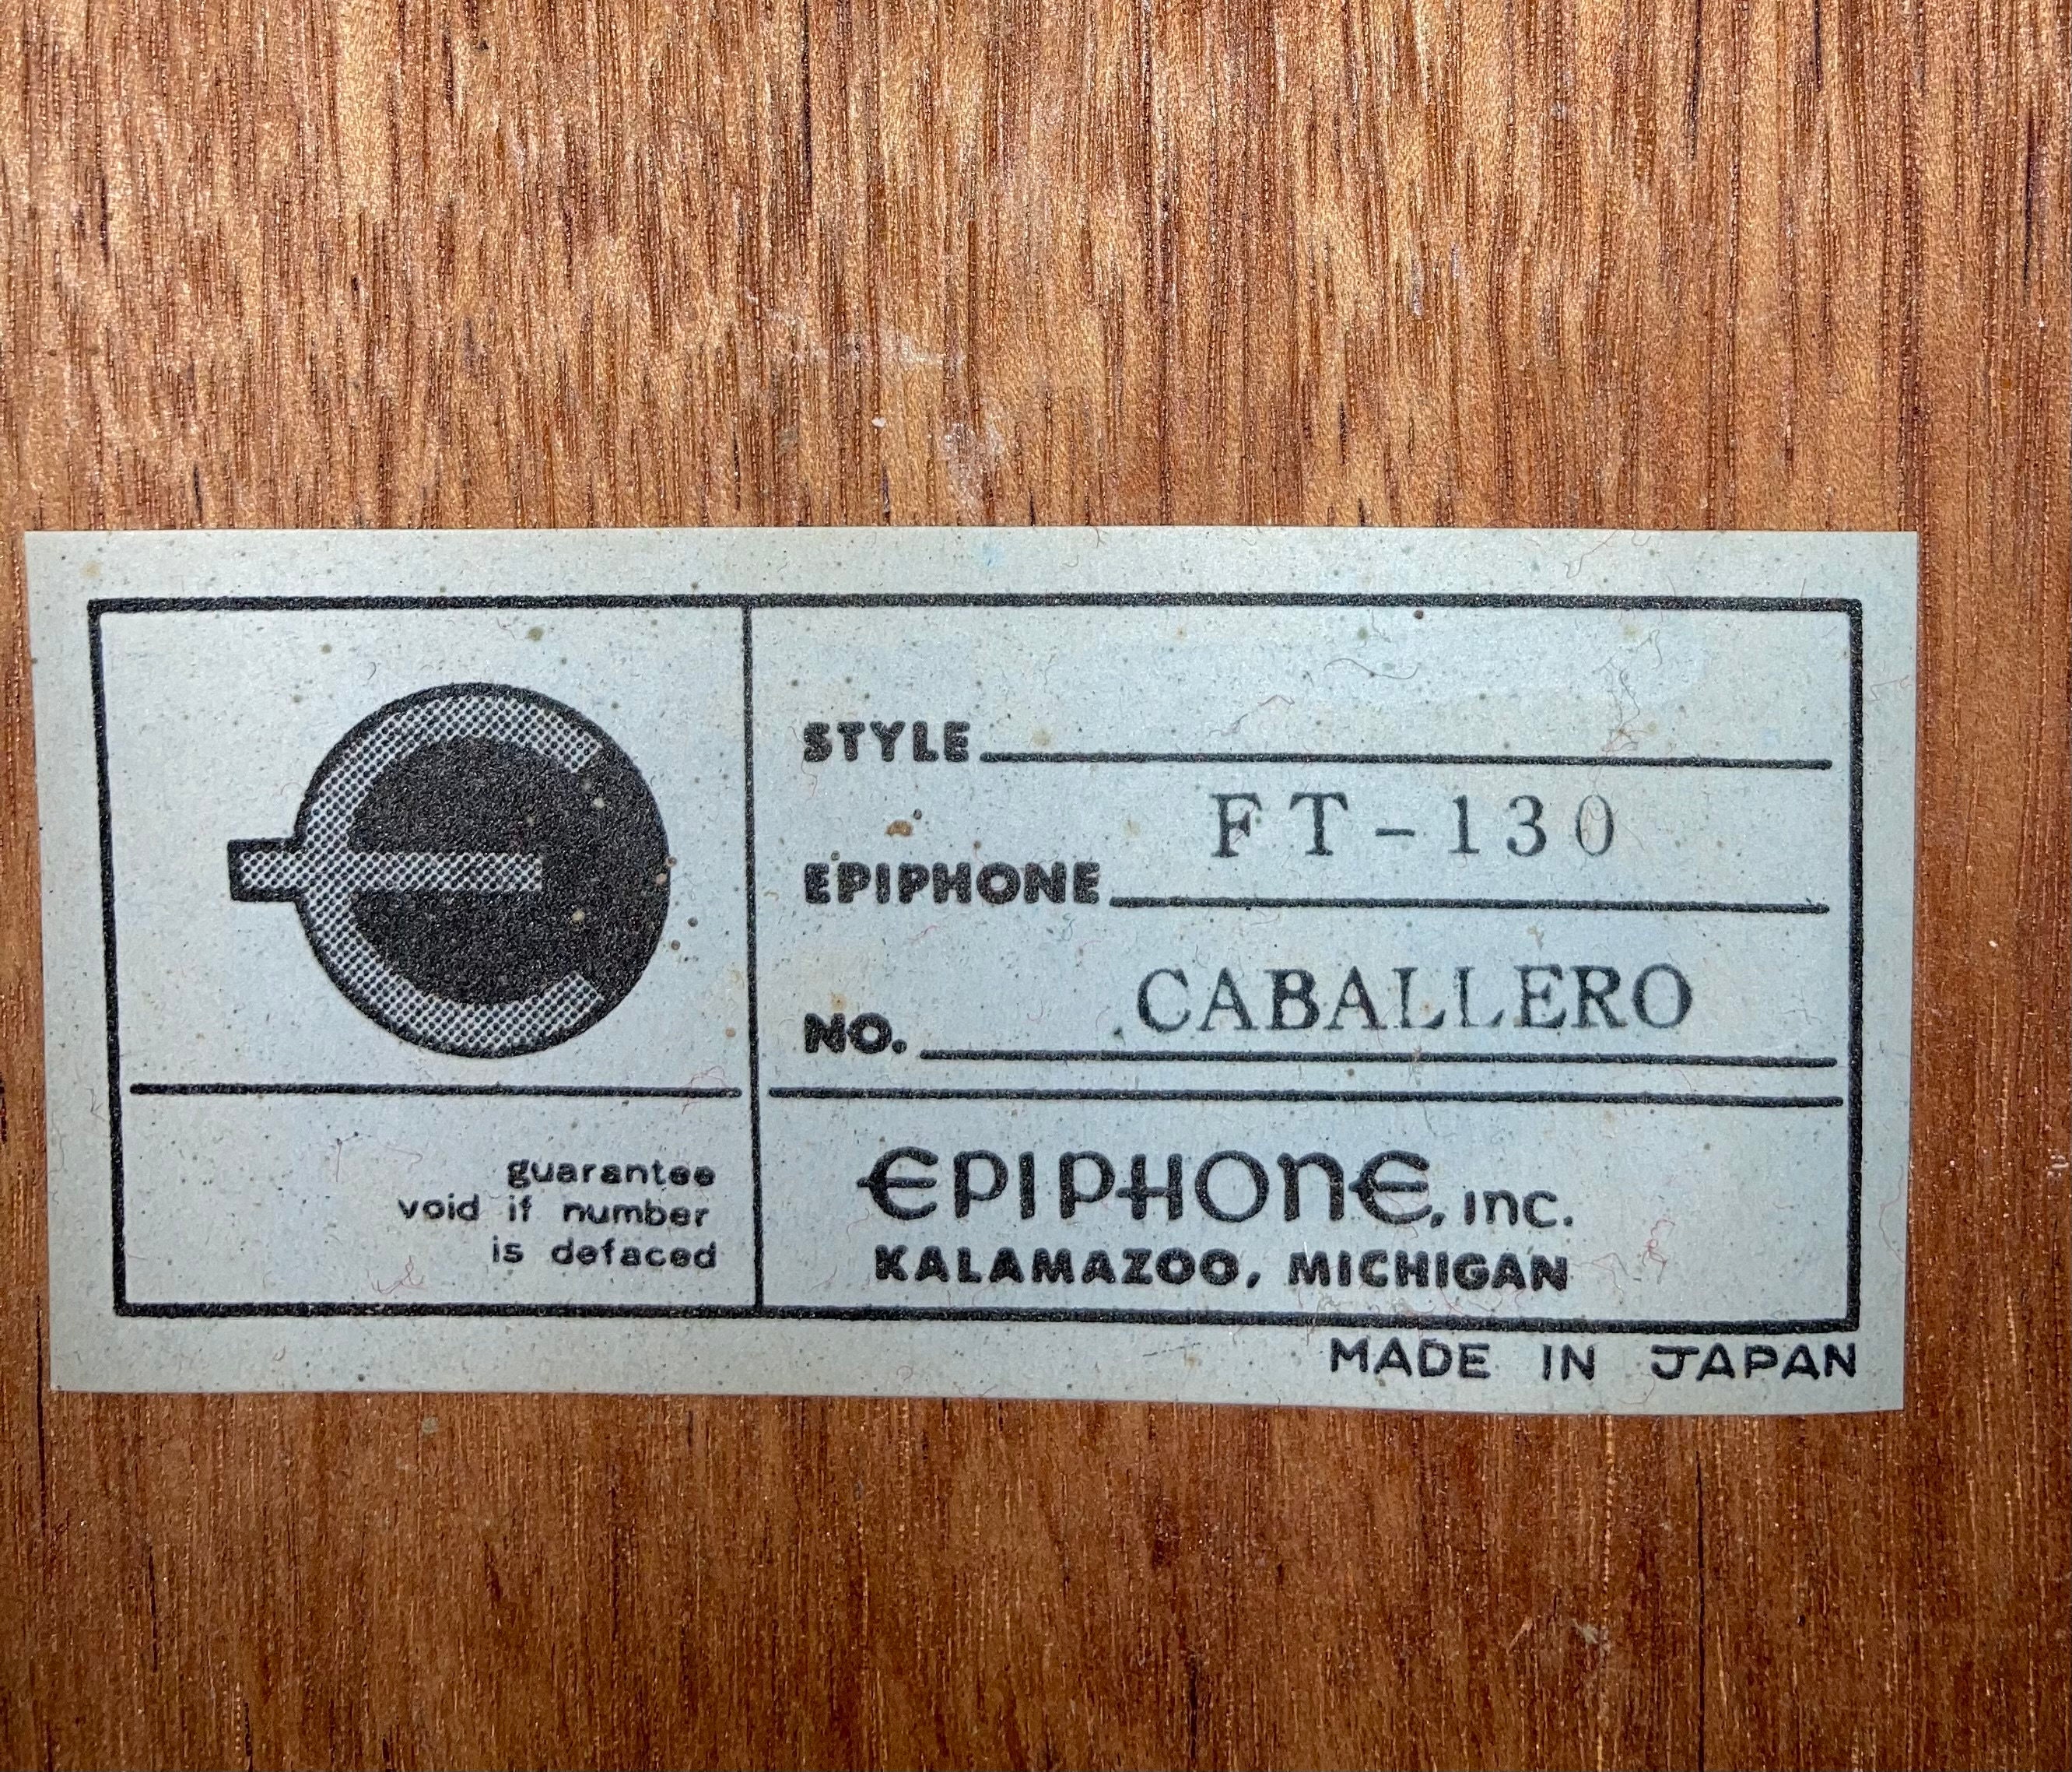 STYLE
FT-130
EPIPHONE
CABALLERO
NO.
guarantee
void if number
is defaced
EPIPHONE, inc.
KALAMAZOO, MICHIGAN
MADE IN JAPAN